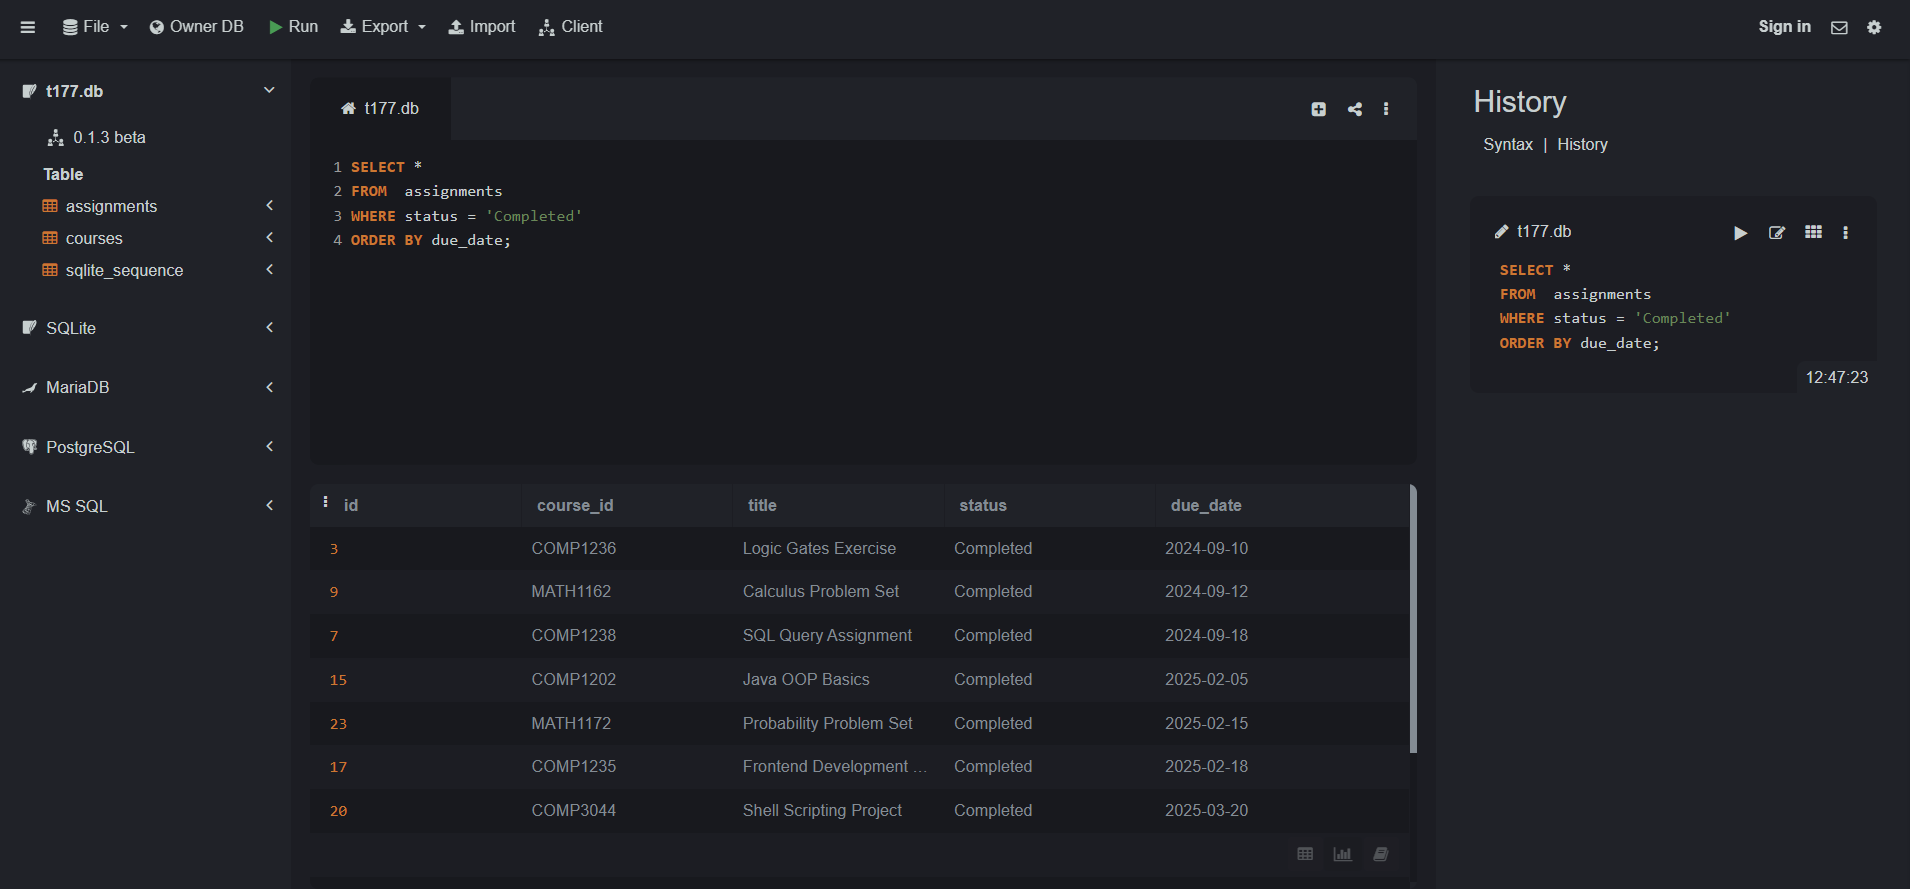 File Owner DB Run Export Import Client Sign in
t177.db
0.1.3 beta
Table
assignments
courses
sqlite_sequence
SQLite
MariaDB
PostgreSQL
MS SQL
t177.db
1 SELECT *
2 FROM assignments
3 WHERE status = 'Completed'
4 ORDER BY due_date;
id course_id title status due_date
3 COMP1236 Logic Gates Exercise Completed 2024-09-10
9 MATH1162 Calculus Problem Set Completed 2024-09-12
7 COMP1238 SQL Query Assignment Completed 2024-09-18
15 COMP1202 Java OOP Basics Completed 2025-02-05
23 MATH1172 Probability Problem Set Completed 2025-02-15
17 COMP1235 Frontend Development ... Completed 2025-02-18
20 COMP3044 Shell Scripting Project Completed 2025-03-20
History
Syntax | History
t177.db
SELECT *
FROM assignments
WHERE status = 'Completed'
ORDER BY due_date;
12:47:23